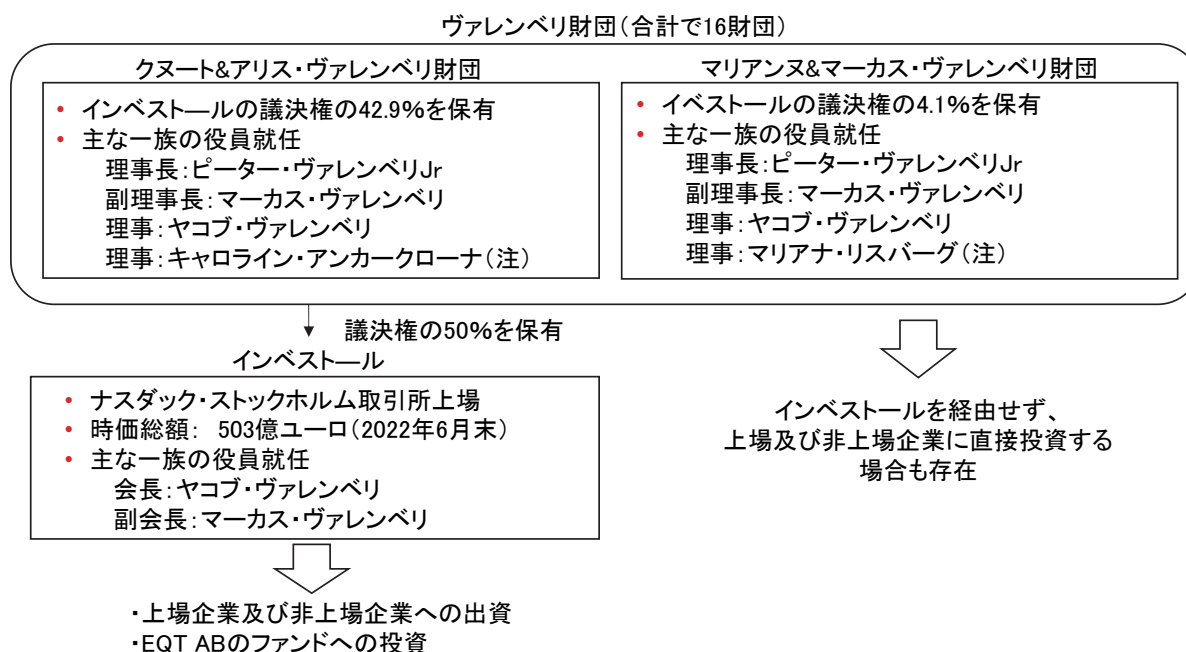 ヴァレンベリ財団(合計で16財団)
クヌート&アリス・ヴァレンベリ財団
• インベスト―ルの議決権の42.9%を保有
• 主な一族の役員就任
理事長:ピーター・ヴァレンベリJr
副理事長:マーカス・ヴァレンベリ
理事:ヤコブ・ヴァレンベリ
理事:キャロライン・アンカークローナ(注)
マリアンヌ&マーカス・ヴァレンベリ財団
• イベストールの議決権の4.1%を保有
• 主な一族の役員就任
理事長:ピーター・ヴァレンベリJr
副理事長:マーカス・ヴァレンベリ
理事:ヤコブ・ヴァレンベリ
理事:マリアナ・リスバーグ(注)
議決権の50%を保有
インベスト―ル
• ナスダック・ストックホルム取引所上場
• 時価総額: 503億ユーロ(2022年6月末)
• 主な一族の役員就任
会長:ヤコブ・ヴァレンベリ
副会長:マーカス・ヴァレンベリ
・上場企業及び非上場企業への出資
・EQT ABのファンドへの投資
インベストールを経由せず、
上場及び非上場企業に直接投資する
場合も存在